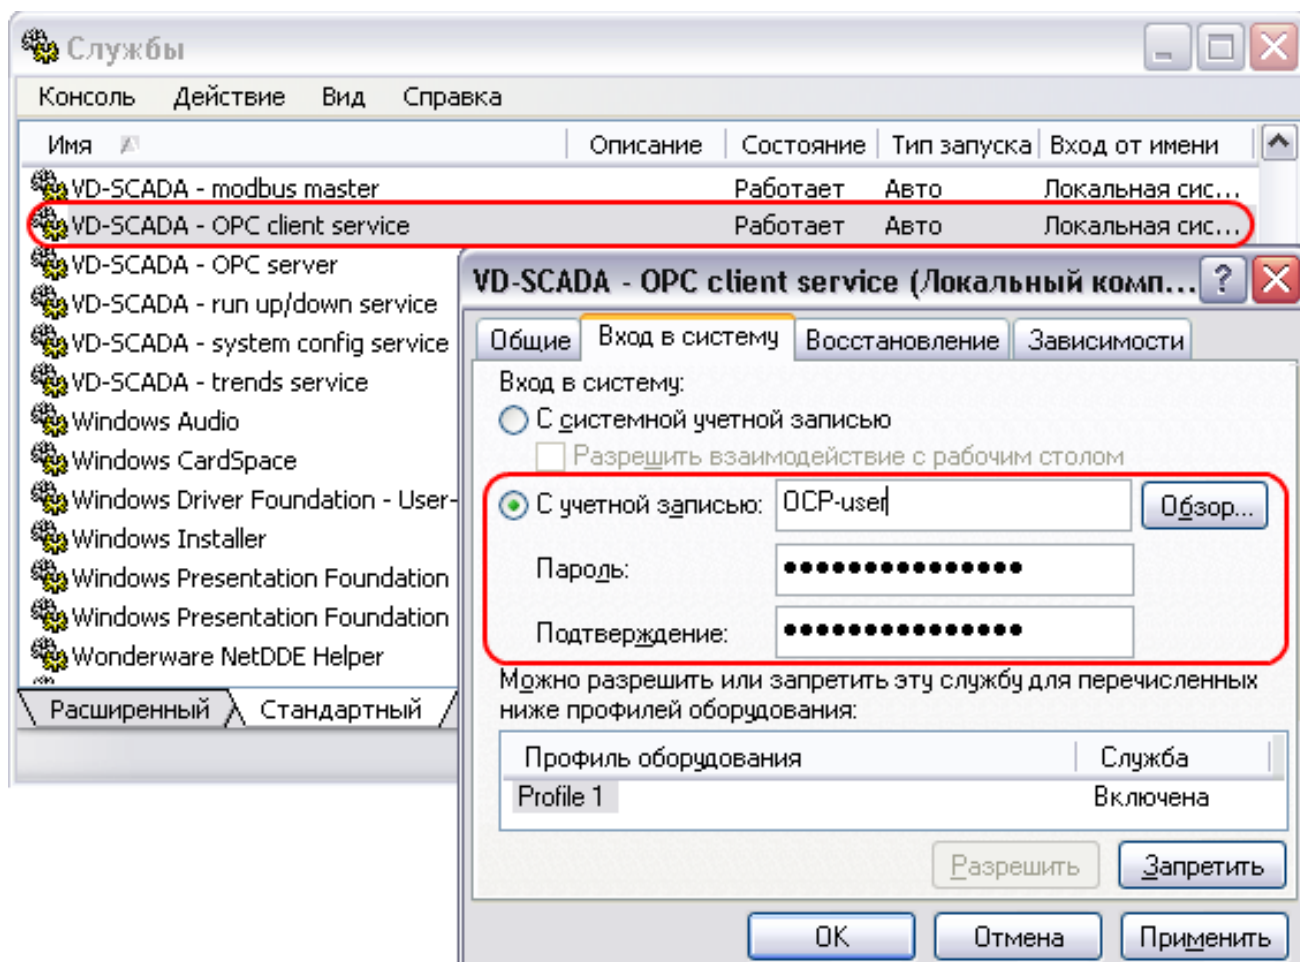 Службы
Консоль Действие Вид Справка
Имя Описание Состояние Тип запуска Вход от имени
VD-SCADA - modbus master Работает Авто Локальная сис...
VD-SCADA - OPC client service Работает Авто Локальная сис...
VD-SCADA - OPC server
VD-SCADA - run up/down service
VD-SCADA - system config service
VD-SCADA - trends service
Windows Audio
Windows CardSpace
Windows Driver Foundation - User-
Windows Installer
Windows Presentation Foundation
Windows Presentation Foundation
Wonderware NetDDE Helper
Расширенный Стандартный
VD-SCADA - OPC client service (Локальный комп... ?
Общие Вход в систему Восстановление Зависимости
Вход в систему:
С системной учетной записью
Разрешить взаимодействие с рабочим столом
С учетной записью: OCP-user Обзор...
Пароль: ●●●●●●●●●●●●●●●
Подтверждение: ●●●●●●●●●●●●●●●
Можно разрешить или запретить эту службу для перечисленных
ниже профилей оборудования:
Профиль оборудования Служба
Profile 1 Включена
Разрешить Запретить
OK Отмена Применить